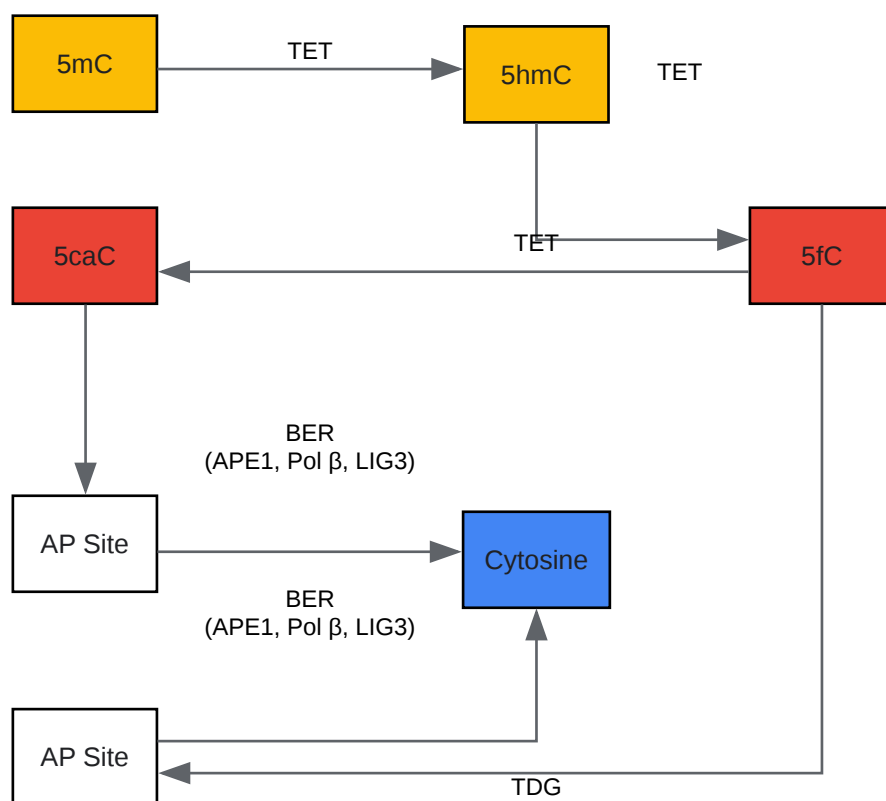 5mC
TET
5hmC
TET
5caC
TET
5fC
BER
(APE1, Pol β, LIG3)
AP Site
Cytosine
BER
(APE1, Pol β, LIG3)
AP Site
TDG